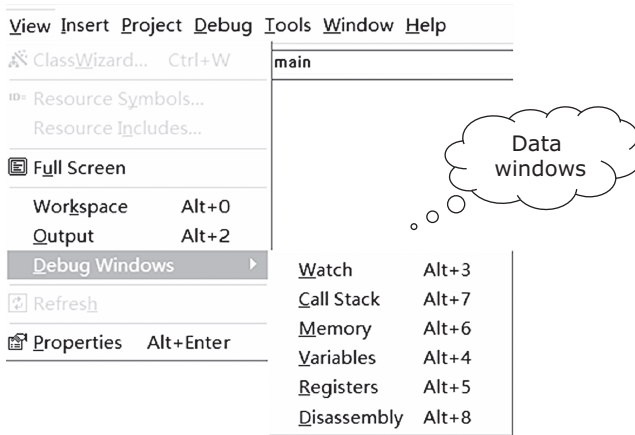 View Insert Project Debug Tools Window Help
ClassWizard... Ctrl+W
main
ID= Resource Symbols...
Resource Includes...
Full Screen
Workspace Alt+0
Output Alt+2
Debug Windows
Refresh
Properties Alt+Enter
Data
windows
Watch Alt+3
Call Stack Alt+7
Memory Alt+6
Variables Alt+4
Registers Alt+5
Disassembly Alt+8